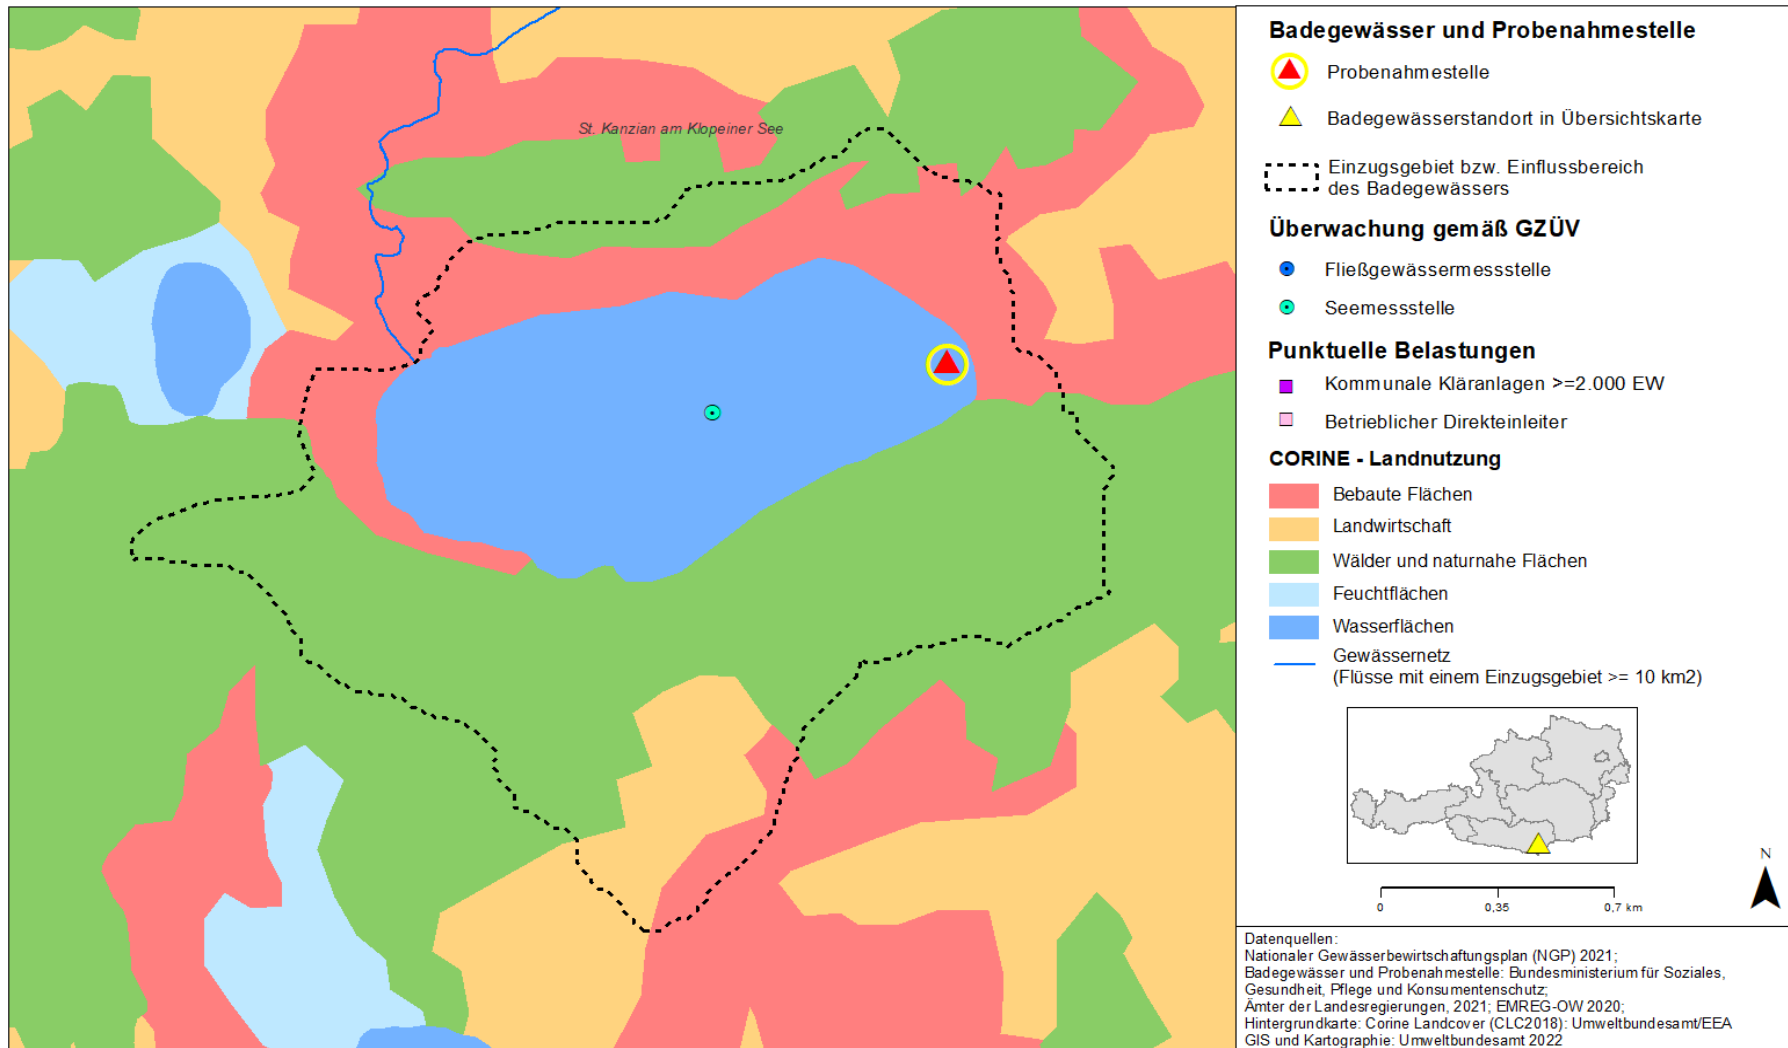 St. Kanzian am Klopeiner See
Badegewässer und Probenahmestelle
Probenahmestelle
Badegewässerstandort in Übersichtskarte
Einzugsgebiet bzw. Einflussbereich
des Badegewässers
Überwachung gemäß GZÜV
Fließgewässermessstelle
Seemessstelle
Punktuelle Belastungen
Kommunale Kläranlagen >=2.000 EW
Betrieblicher Direkteinleiter
CORINE - Landnutzung
Bebaute Flächen
Landwirtschaft
Wälder und naturnahe Flächen
Feuchtflächen
Wasserflächen
Gewässernetz
(Flüsse mit einem Einzugsgebiet >= 10 km2)
N
0 0,35 0,7 km
Datenquellen:
Nationaler Gewässerbewirtschaftungsplan (NGP) 2021;
Badegewässer und Probenahmestelle: Bundesministerium für Soziales,
Gesundheit, Pflege und Konsumentenschutz;
Ämter der Landesregierungen, 2021; EMREG-OW 2020;
Hintergrundkarte: Corine Landcover (CLC2018): Umweltbundesamt/EEA
GIS und Kartographie: Umweltbundesamt 2022